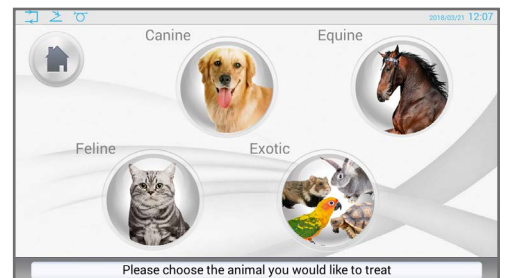 2018/03/21 12:07
Canine
Equine
Feline
Exotic
Please choose the animal you would like to treat